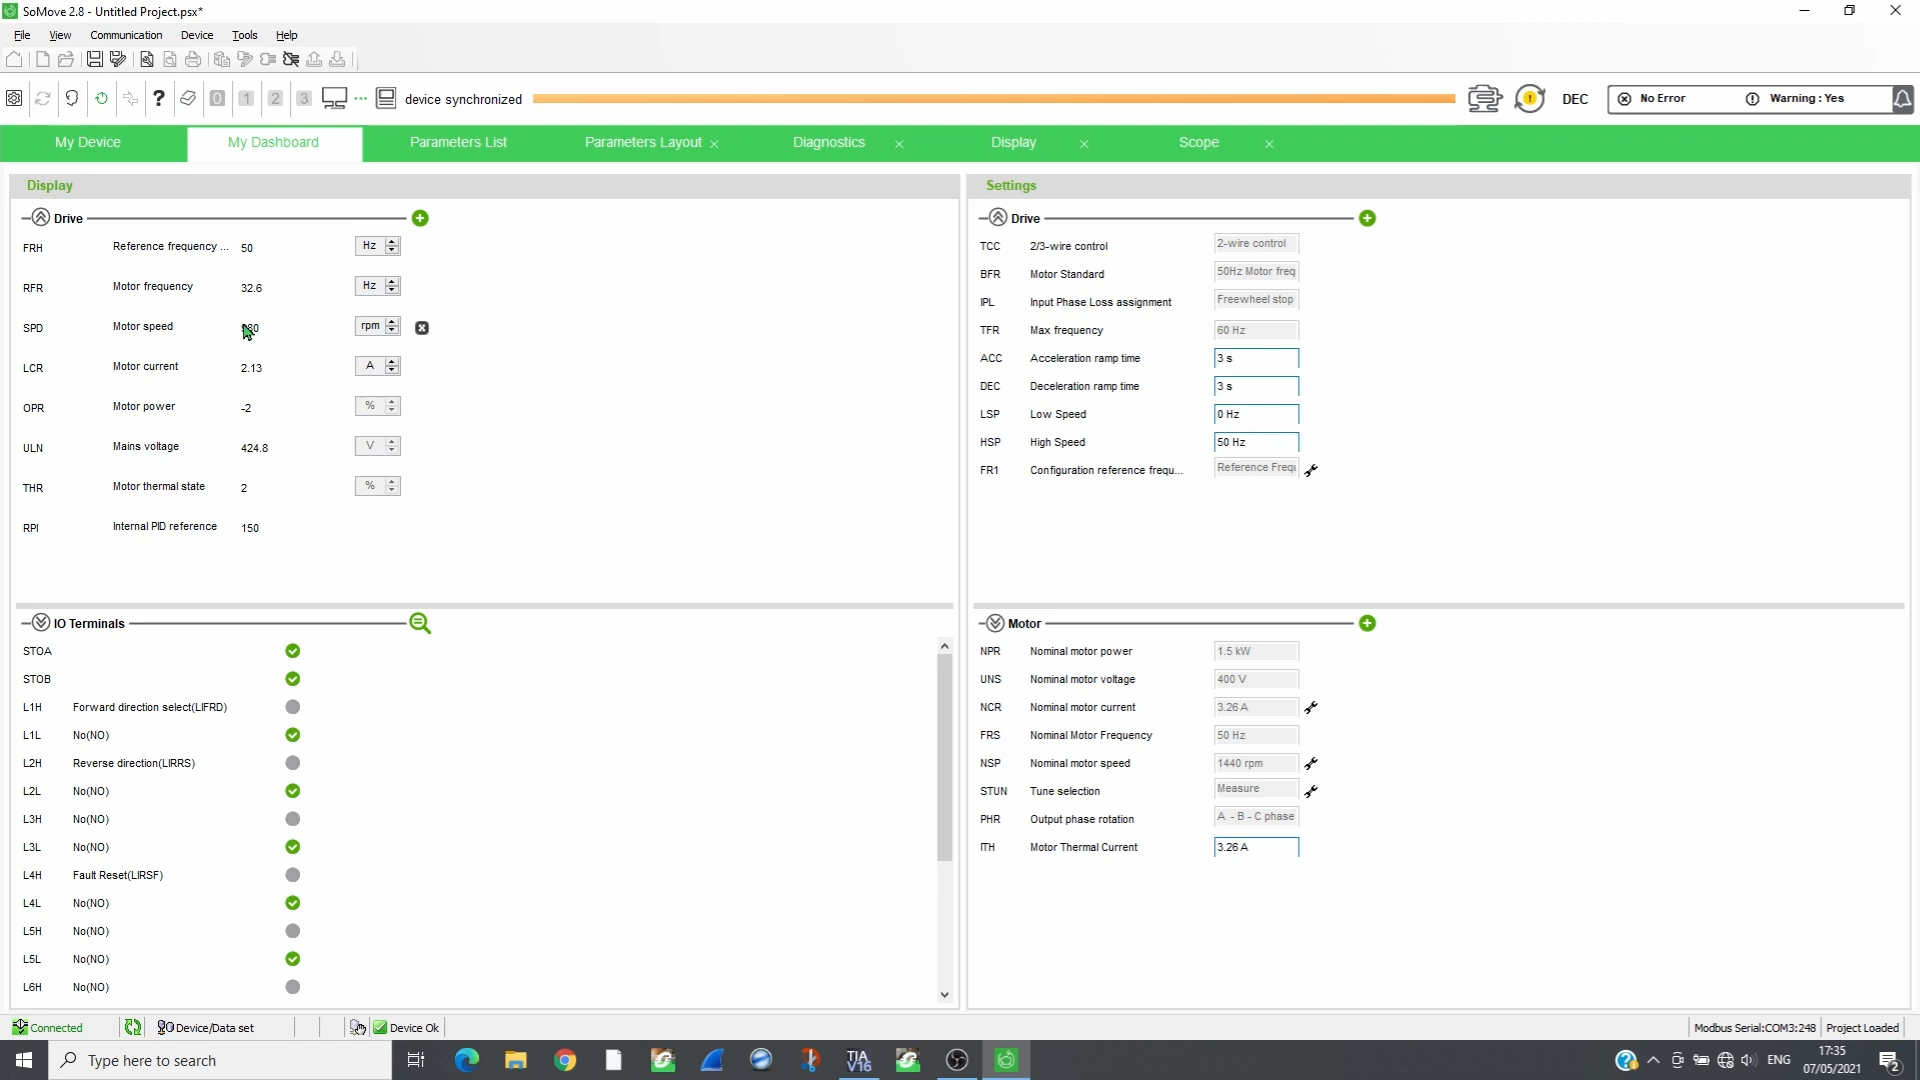 SoMove 2.8 - Untitled Project.psx*
File View Communication Device Tools Help
? 0 1 2 3 device synchronized DEC No Error Warning : Yes
My Device My Dashboard Parameters List Parameters Layout Diagnostics Display Scope
Display
Drive
FRH Reference frequency ... 50 Hz
RFR Motor frequency 32.6 Hz
SPD Motor speed rpm
LCR Motor current 2.13 A
OPR Motor power -2 %
ULN Mains voltage 424.8 V
THR Motor thermal state 2 %
RPI Internal PID reference 150
IO Terminals
STOA
STOB
L1H Forward direction select(LIFRD)
L1L No(NO)
L2H Reverse direction(LIRRS)
L2L No(NO)
L3H No(NO)
L3L No(NO)
L4H Fault Reset(LIRSF)
L4L No(NO)
L5H No(NO)
L5L No(NO)
L6H No(NO)
Settings
Drive
TCC 2/3-wire control 2-wire control
BFR Motor Standard 50Hz Motor freq
IPL Input Phase Loss assignment Freewheel stop
TFR Max frequency 60 Hz
ACC Acceleration ramp time 3 s
DEC Deceleration ramp time 3 s
LSP Low Speed 0 Hz
HSP High Speed 50 Hz
FR1 Configuration reference frequ... Reference Frequ
Motor
NPR Nominal motor power 1.5 kW
UNS Nominal motor voltage 400 V
NCR Nominal motor current 3.26 A
FRS Nominal Motor Frequency 50 Hz
NSP Nominal motor speed 1440 rpm
STUN Tune selection Measure
PHR Output phase rotation A - B - C phase
ITH Motor Thermal Current 3.26 A
Connected Device/Data set Device Ok Modbus Serial:COM3:248 Project Loaded
Type here to search TIA V16 ENG 17:35
07/05/2021 2